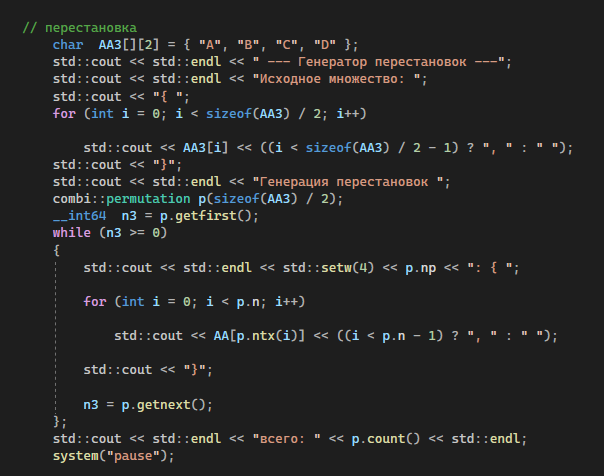 // перестановка
char  AA3[][2] = { "A", "B", "C", "D" };
std::cout << std::endl << " --- Генератор перестановок ---";
std::cout << std::endl << "Исходное множество: ";
std::cout << "{ ";
for (int i = 0; i < sizeof(AA3) / 2; i++)
std::cout << AA3[i] << ((i < sizeof(AA3) / 2 - 1) ? ", " : " ");
std::cout << "}";
std::cout << std::endl << "Генерация перестановок ";
combi::permutation p(sizeof(AA3) / 2);
__int64  n3 = p.getfirst();
while (n3 >= 0)
{
std::cout << std::endl << std::setw(4) << p.np << ": { ";
for (int i = 0; i < p.n; i++)
std::cout << AA[p.ntx(i)] << ((i < p.n - 1) ? ", " : " ");
std::cout << "}";
n3 = p.getnext();
};
std::cout << std::endl << "всего: " << p.count() << std::endl;
system("pause");